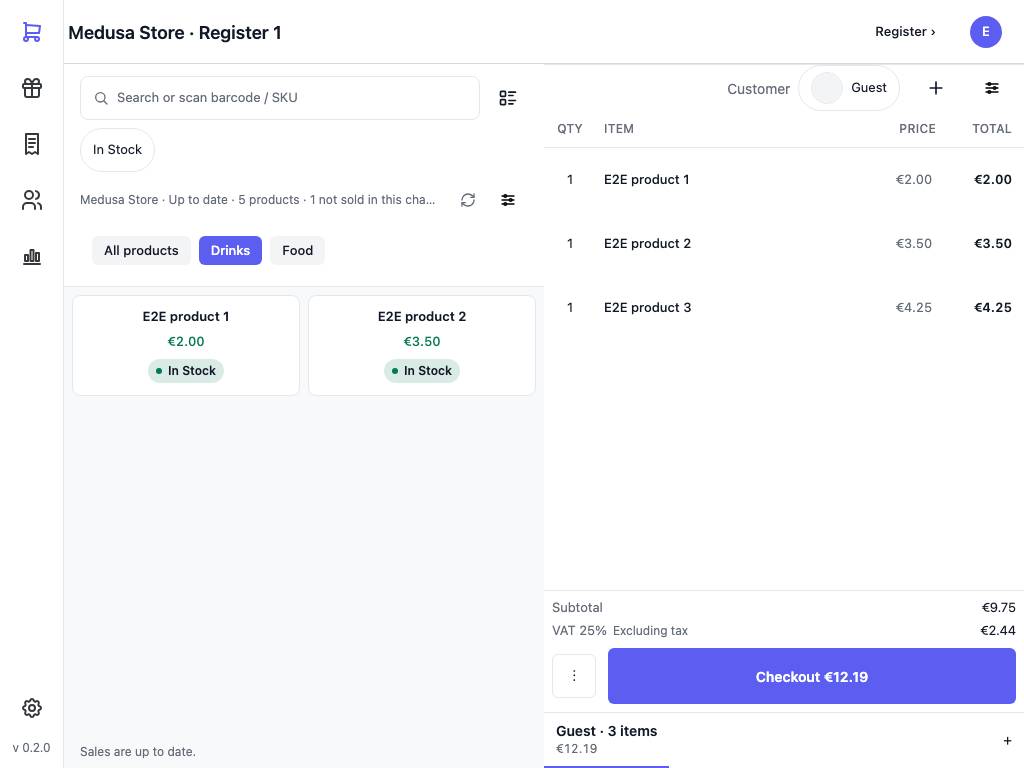 Medusa Store · Register 1
Register ›
E
Search or scan barcode / SKU
In Stock
Medusa Store · Up to date · 5 products · 1 not sold in this cha...
All products
Drinks
Food
E2E product 1
€2.00
In Stock
E2E product 2
€3.50
In Stock
Sales are up to date.
v 0.2.0
Customer
Guest
+
QTY ITEM PRICE TOTAL
1 E2E product 1 €2.00 €2.00
1 E2E product 2 €3.50 €3.50
1 E2E product 3 €4.25 €4.25
Subtotal €9.75
VAT 25% Excluding tax €2.44
Checkout €12.19
Guest · 3 items
€12.19
+